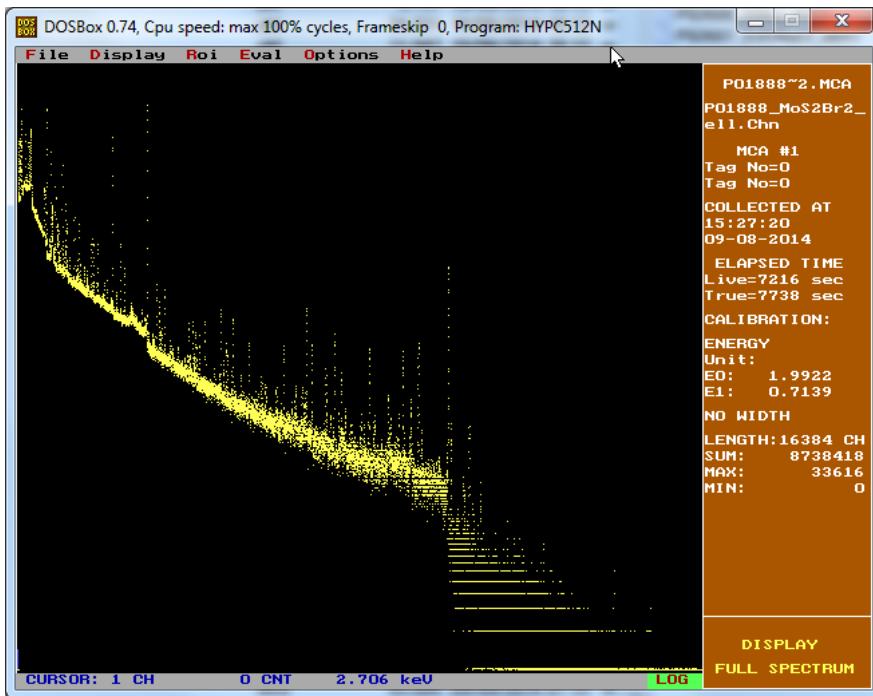 DOSBox 0.74, Cpu speed: max 100% cycles, Frameskip 0, Program: HYPC512N
File Display Roi Eval Options Help
PO1888~2.MCA
PO1888_MoS2Br2_
ell.Chn
MCA #1
Tag No=0
Tag No=0
COLLECTED AT
15:27:20
09-08-2014
ELAPSED TIME
Live=7216 sec
True=7738 sec
CALIBRATION:
ENERGY
Unit:
E0: 1.9922
E1: 0.7139
NO WIDTH
LENGTH:16384 CH
SUM: 8738418
MAX: 33616
MIN: 0
DISPLAY
FULL SPECTRUM
CURSOR: 1 CH 0 CNT 2.706 keV LOG